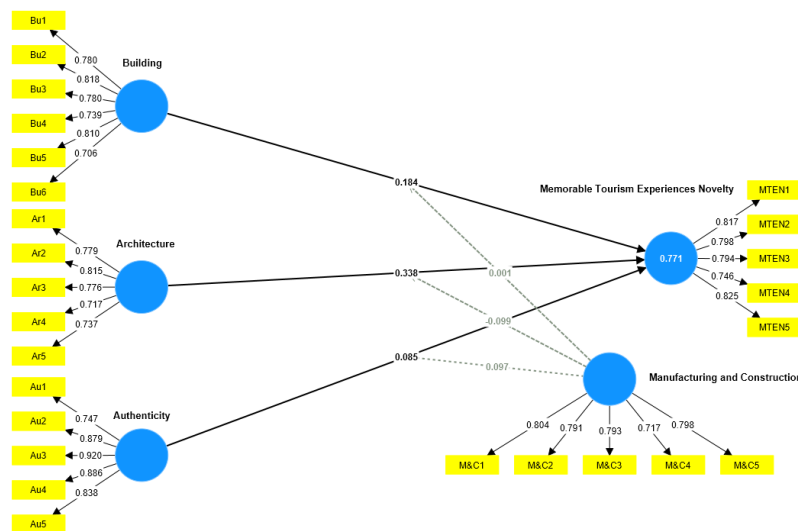 Bu1
0.780
Bu2
0.818
Building
Bu3
0.780
Bu4
0.739
Bu5
0.810
Bu6
0.706
0.184
Memorable Tourism Experiences Novelty
MTEN1
0.817
MTEN2
0.798
0.771
0.794
MTEN3
0.746
MTEN4
0.825
MTEN5
Ar1
0.779
Architecture
Ar2
0.815
Ar3
0.776
Ar4
0.717
Ar5
0.737
0.338
0.001
-0.099
0.085
0.097
Au1
0.747
Authenticity
Au2
0.879
Au3
0.920
Au4
0.886
Au5
0.838
Manufacturing and Construction
0.804
0.791
0.793
0.717
0.798
M&C1
M&C2
M&C3
M&C4
M&C5